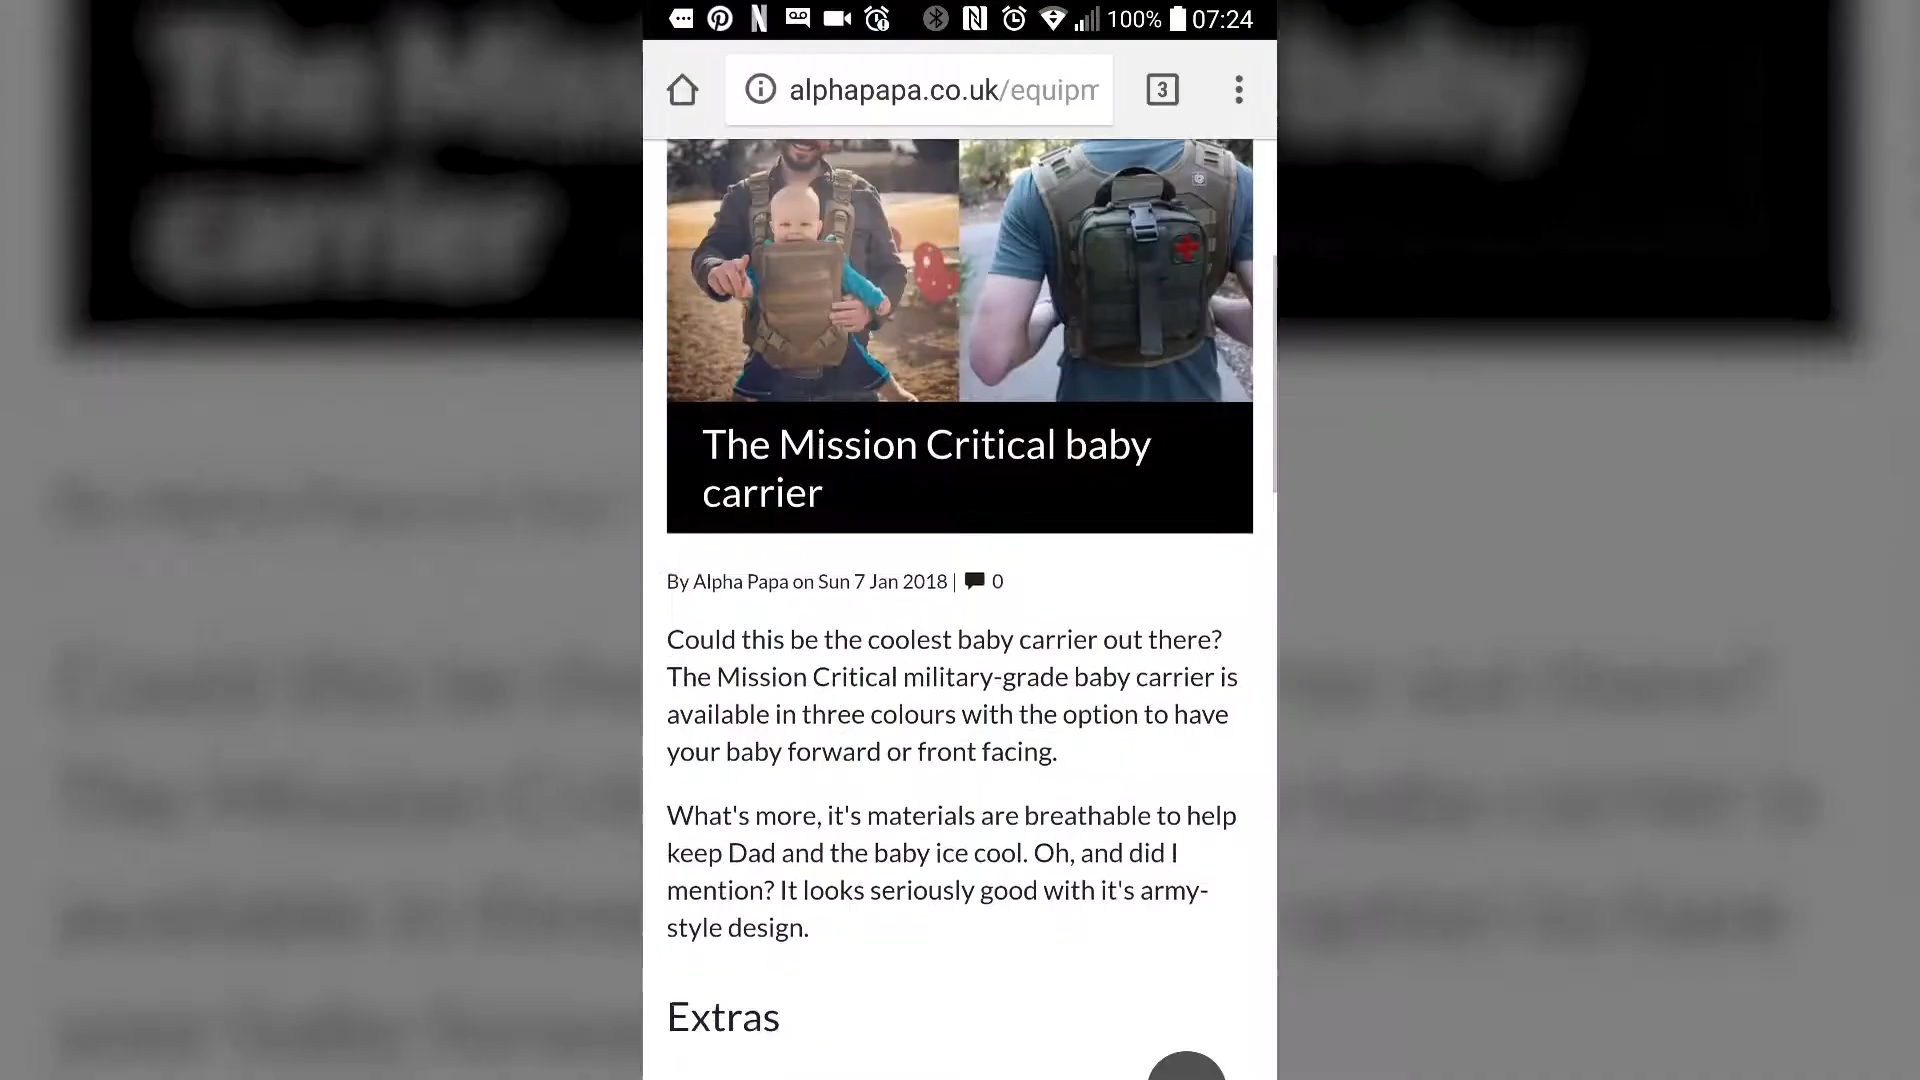 100% 07:24
alphapapa.co.uk/equipm
3
The Mission Critical baby
carrier
By Alpha Papa on Sun 7 Jan 2018 | 0
Could this be the coolest baby carrier out there?
The Mission Critical military-grade baby carrier is
available in three colours with the option to have
your baby forward or front facing.
What's more, it's materials are breathable to help
keep Dad and the baby ice cool. Oh, and did I
mention? It looks seriously good with it's army-
style design.
Extras